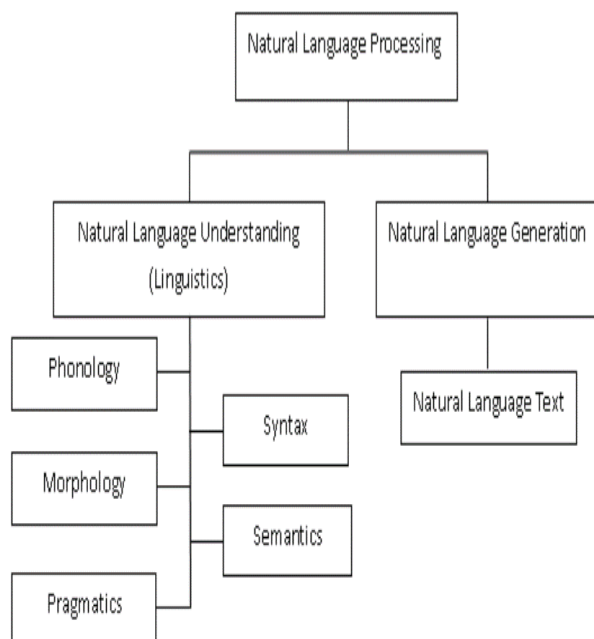 Natural Language Processing
Natural Language Understanding
(Linguistics)
Natural Language Generation
Phonology
Natural Language Text
Syntax
Morphology
Semantics
Pragmatics